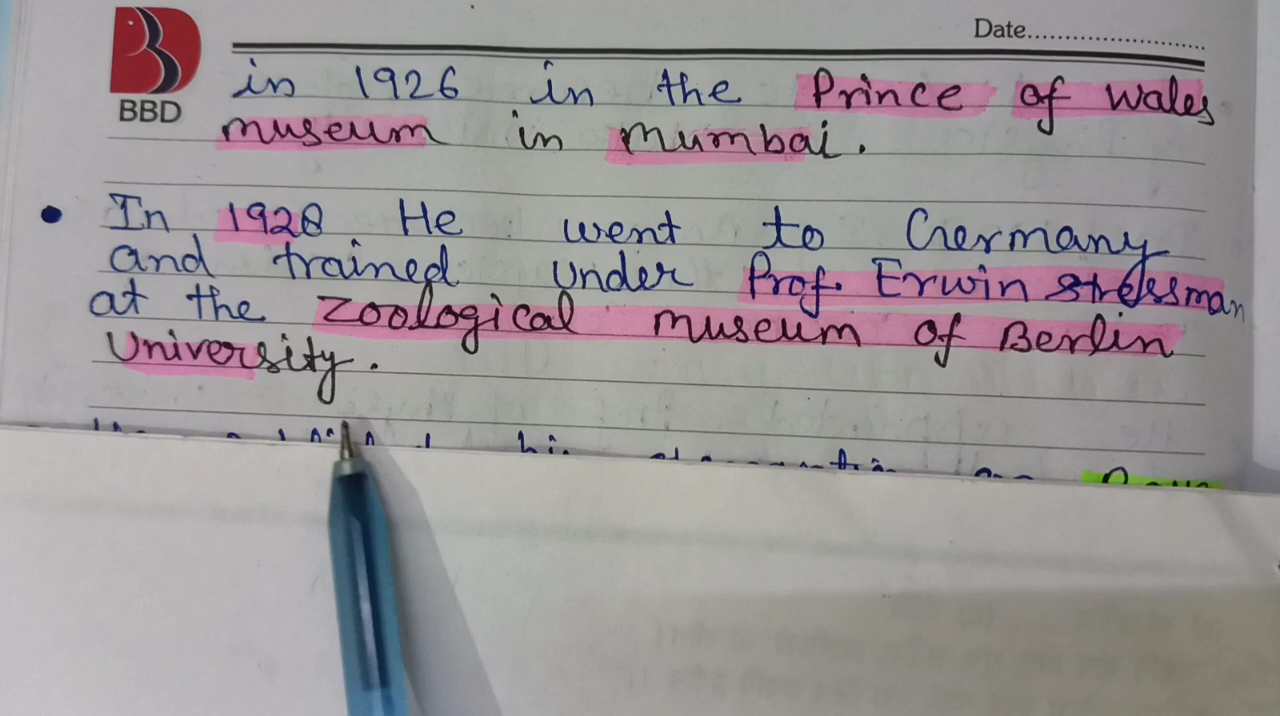 BBD
Date........................
in 1926 in the Prince of wales
museum in mumbai.
• In 1928 He went to Germany
and trained under Prof. Erwin stressman
at the Zoological museum of Berlin
University.